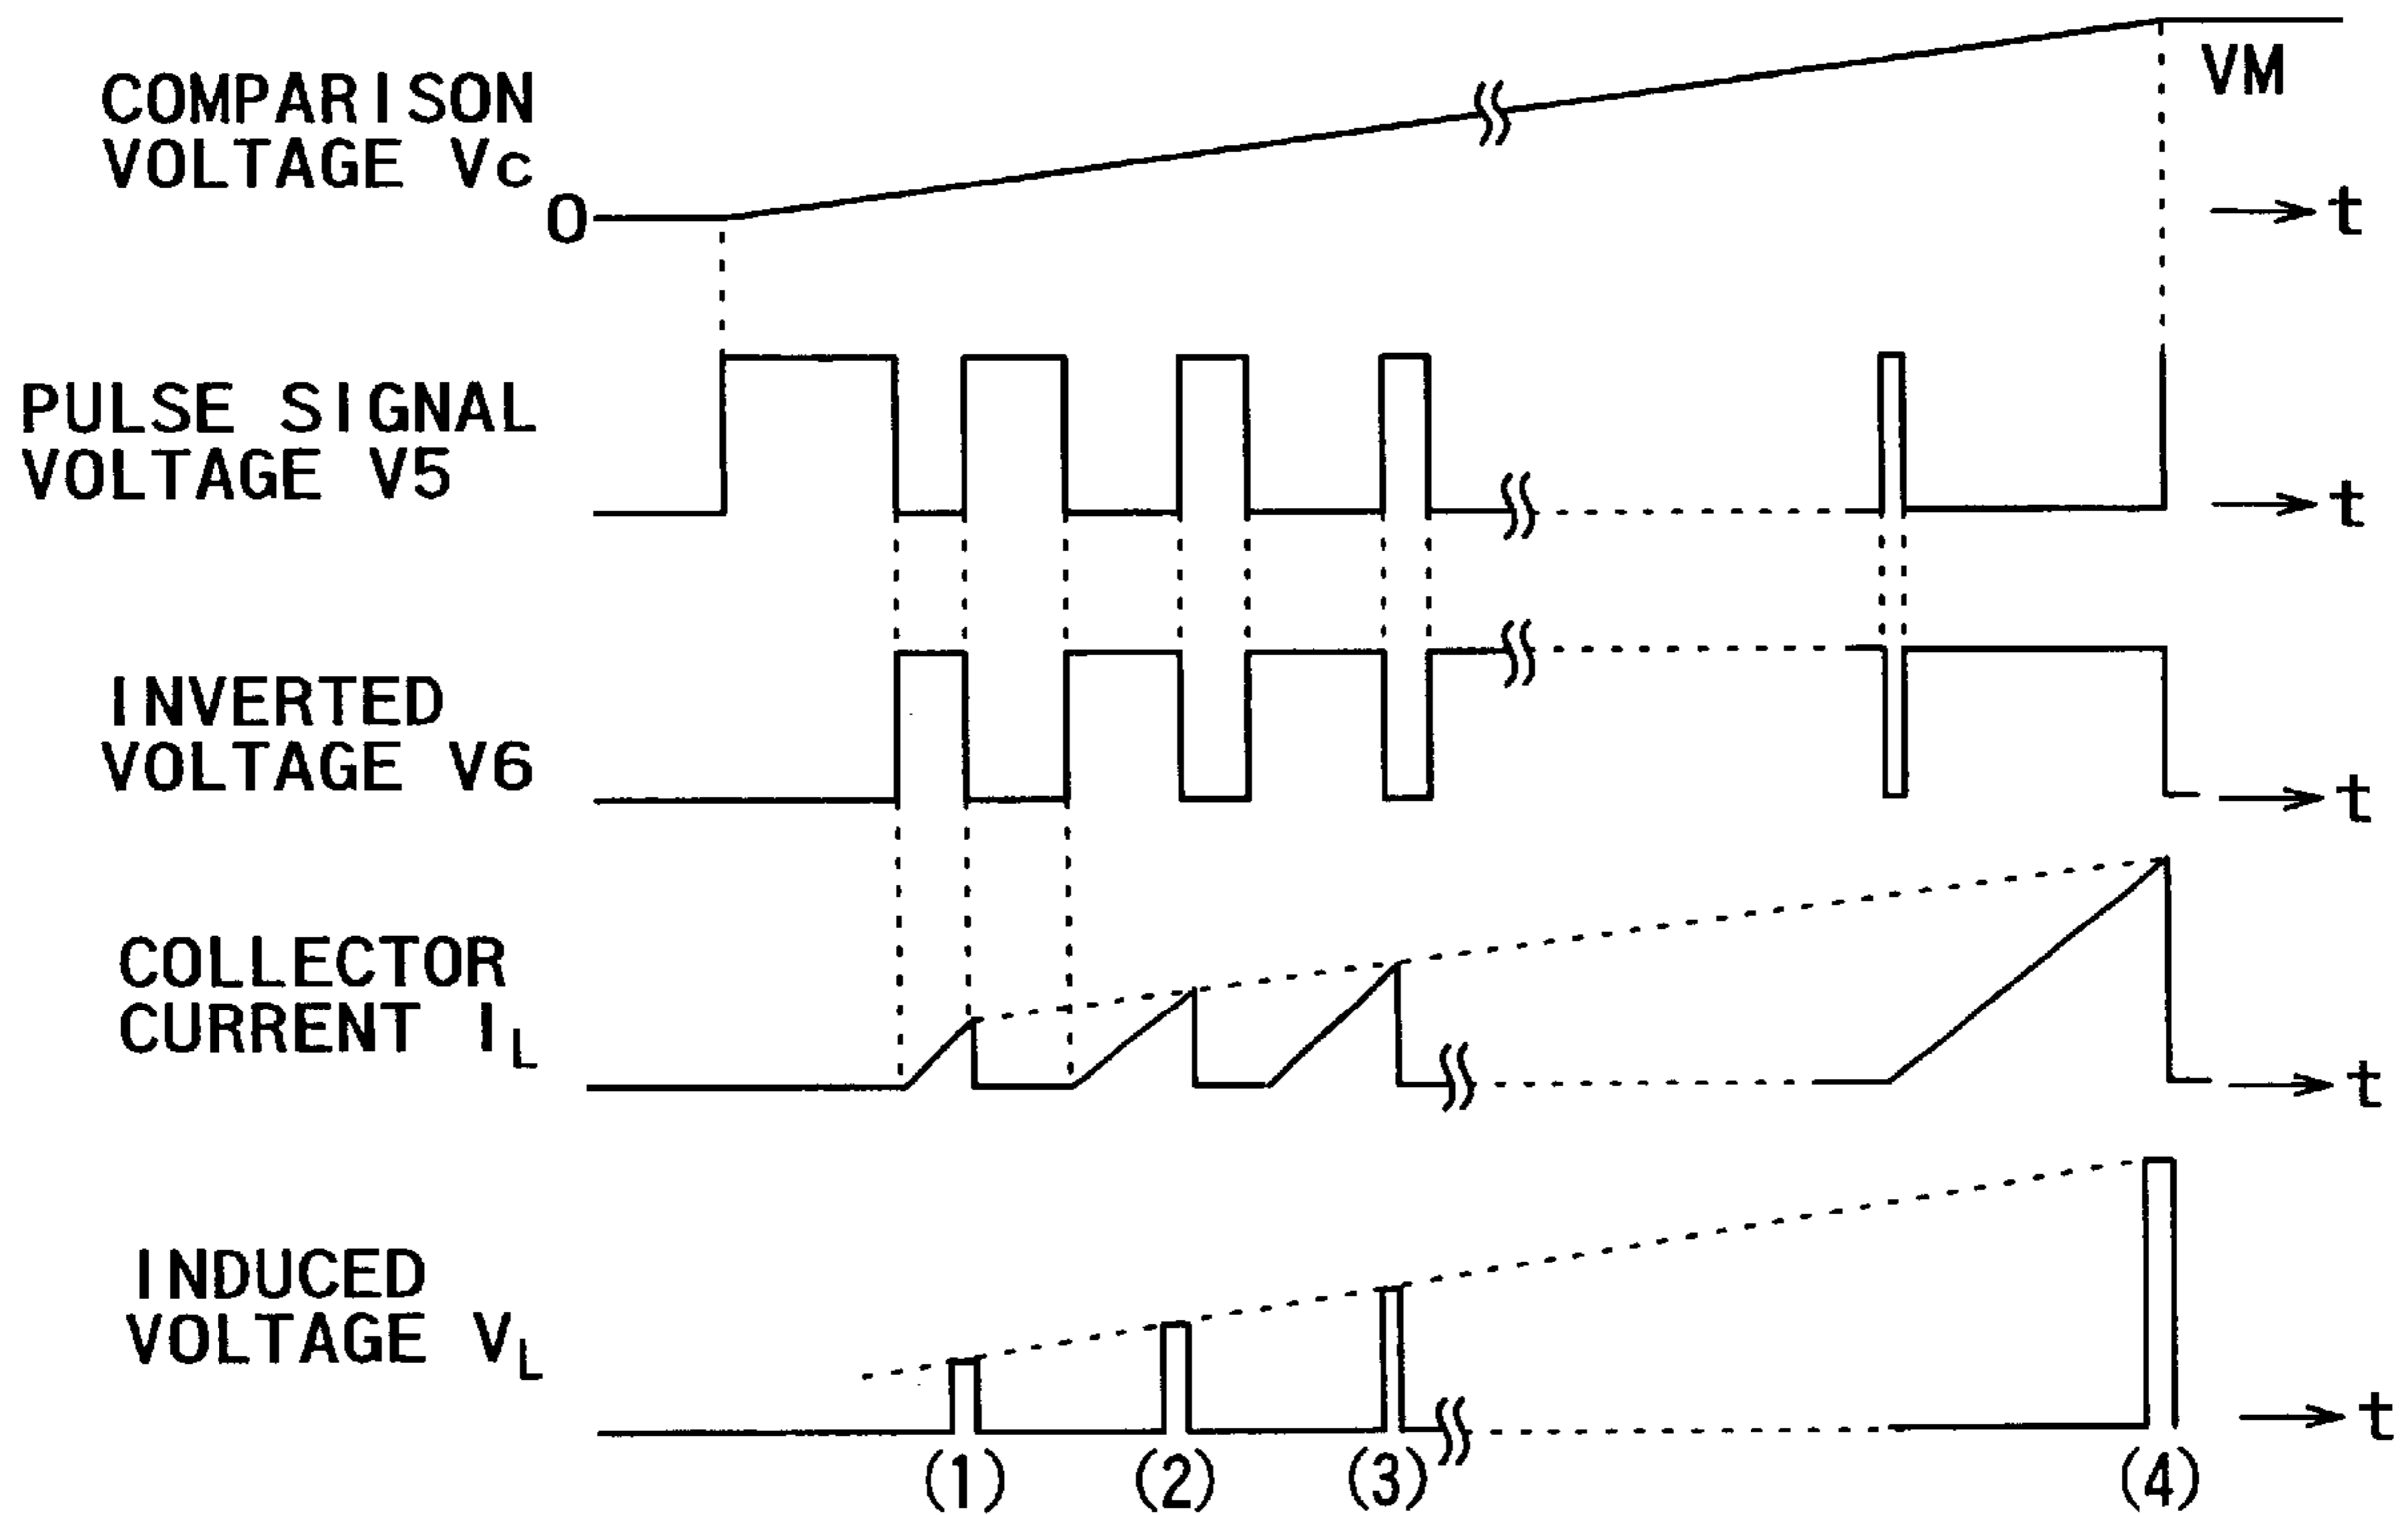 COMPARISON
VOLTAGE Vc
0
VM
t
PULSE SIGNAL
VOLTAGE V5
t
INVERTED
VOLTAGE V6
t
COLLECTOR
CURRENT IL
t
INDUCED
VOLTAGE VL
t
(1) (2) (3) (4)